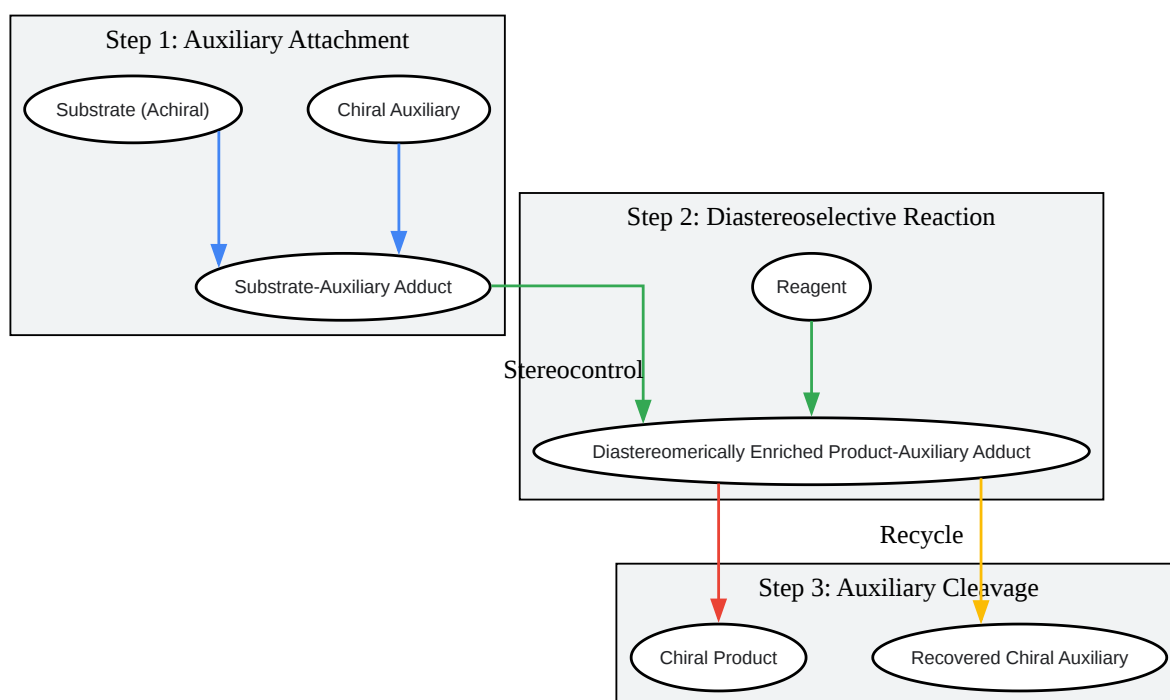 Step 1: Auxiliary Attachment
Substrate (Achiral)
Chiral Auxiliary
Substrate-Auxiliary Adduct
Step 2: Diastereoselective Reaction
Reagent
Stereocontrol
Diastereomerically Enriched Product-Auxiliary Adduct
Recycle
Step 3: Auxiliary Cleavage
Chiral Product
Recovered Chiral Auxiliary